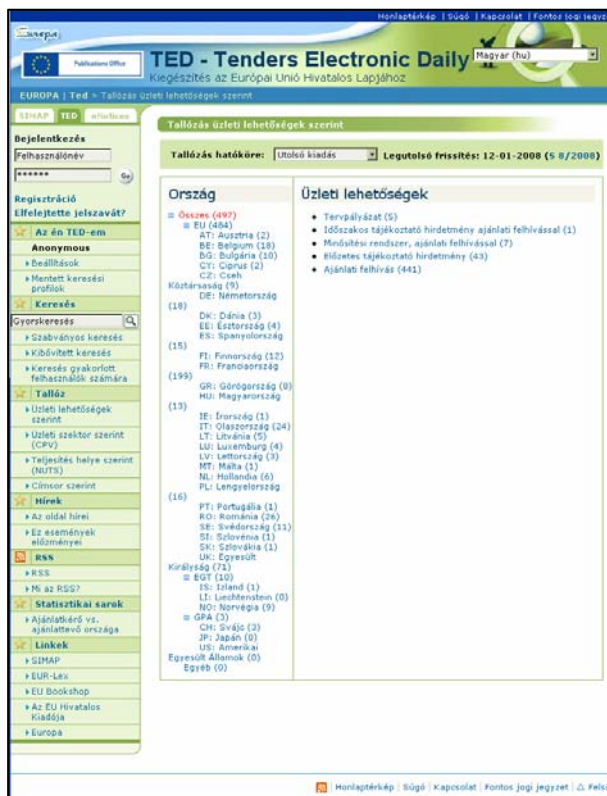 Honlaptérkép | Súgó | Kapcsolat | Fontos jogi jegyz
Europa
Publications Office
TED - Tenders Electronic Daily
Magyar (hu)
Kiegészítés az Európai Unió Hivatalos Lapjához
EUROPA | Ted > Tallózás üzleti lehetőségek szerint
SIMAP TED eNotices
Bejelentkezés
Felhasználónév
******
Go
Regisztráció
Elfelejtette jelszavát?
Az én TED-em
Anonymous
Beállítások
Mentett keresési
profilok
Keresés
Gyorskeresés
Szabványos keresés
Kibővített keresés
Keresés gyakorlott
felhasználók számára
Tallóz
Üzleti lehetőségek
szerint
Üzleti szektor szerint
(CPV)
Teljesítés helye szerint
(NUTS)
Címsor szerint
Hírek
Az oldal hírei
Ez események
előzményei
RSS
RSS
Mi az RSS?
Statisztikai sarok
Ajánlatkérő vs.
ajánlattevő országa
Linkek
SIMAP
EUR-Lex
EU Bookshop
Az EU Hivatalos
Kiadója
Europa
Tallózás üzleti lehetőségek szerint
Tallózás hatóköre: Utolsó kiadás
Legutolsó frissítés: 12-01-2008 (S 8/2008)
Ország
Összes (497)
EU (484)
AT: Ausztria (2)
BE: Belgium (18)
BG: Bulgária (10)
CY: Ciprus (2)
CZ: Cseh
Köztársaság (9)
DE: Németország
(18)
DK: Dánia (3)
EE: Észtország (4)
ES: Spanyolország
(15)
FI: Finnország (12)
FR: Franciaország
(199)
GR: Görögország (8)
HU: Magyarország
(13)
IE: Írország (1)
IT: Olaszország (24)
LT: Litvánia (5)
LU: Luxemburg (4)
LV: Lettország (3)
MT: Málta (1)
NL: Hollandia (6)
PL: Lengyelország
(16)
PT: Portugália (1)
RO: Románia (26)
SE: Svédország (11)
SI: Szlovénia (1)
SK: Szlovákia (1)
UK: Egyesült
Királyság (71)
EGT (10)
IS: Izland (1)
LI: Liechtenstein (0)
NO: Norvégia (9)
GPA (3)
CH: Svájc (3)
JP: Japán (0)
US: Amerikai
Egyesült Államok (0)
Egyéb (0)
Üzleti lehetőségek
Tervpályázat (5)
Időszakos tájékoztató hirdetmény ajánlati felhívással (1)
Minősítési rendszer, ajánlati felhívással (7)
Előzetes tájékoztató hirdetmény (43)
Ajánlati felhívás (441)
Honlaptérkép | Súgó | Kapcsolat | Fontos jogi jegyzet | Fels